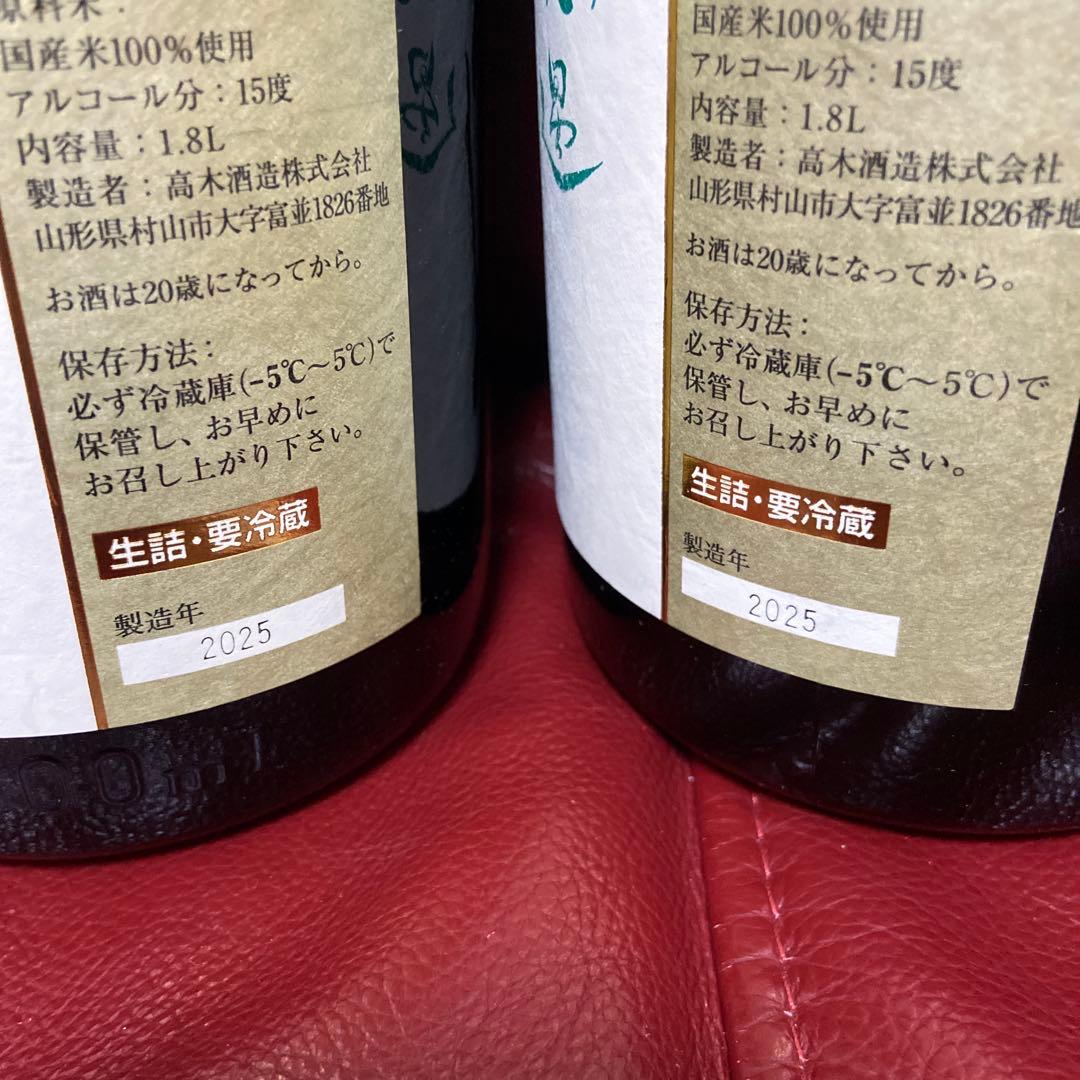 原料米：
国産米100%使用
アルコール分：15度
内容量：1.8L
製造者：高木酒造株式会社
山形県村山市大字富並1826番地
お酒は20歳になってから。
保存方法：
必ず冷蔵庫(-5℃～5℃)で
保管し、お早めに
お召し上がり下さい。
生詰・要冷蔵
製造年
2025
国産米100%使用
アルコール分：15度
内容量：1.8L
製造者：高木酒造株式会社
山形県村山市大字富並1826番地
お酒は20歳になってから。
保存方法：
必ず冷蔵庫(-5℃～5℃)で
保管し、お早めに
お召し上がり下さい。
生詰・要冷蔵
製造年
2025